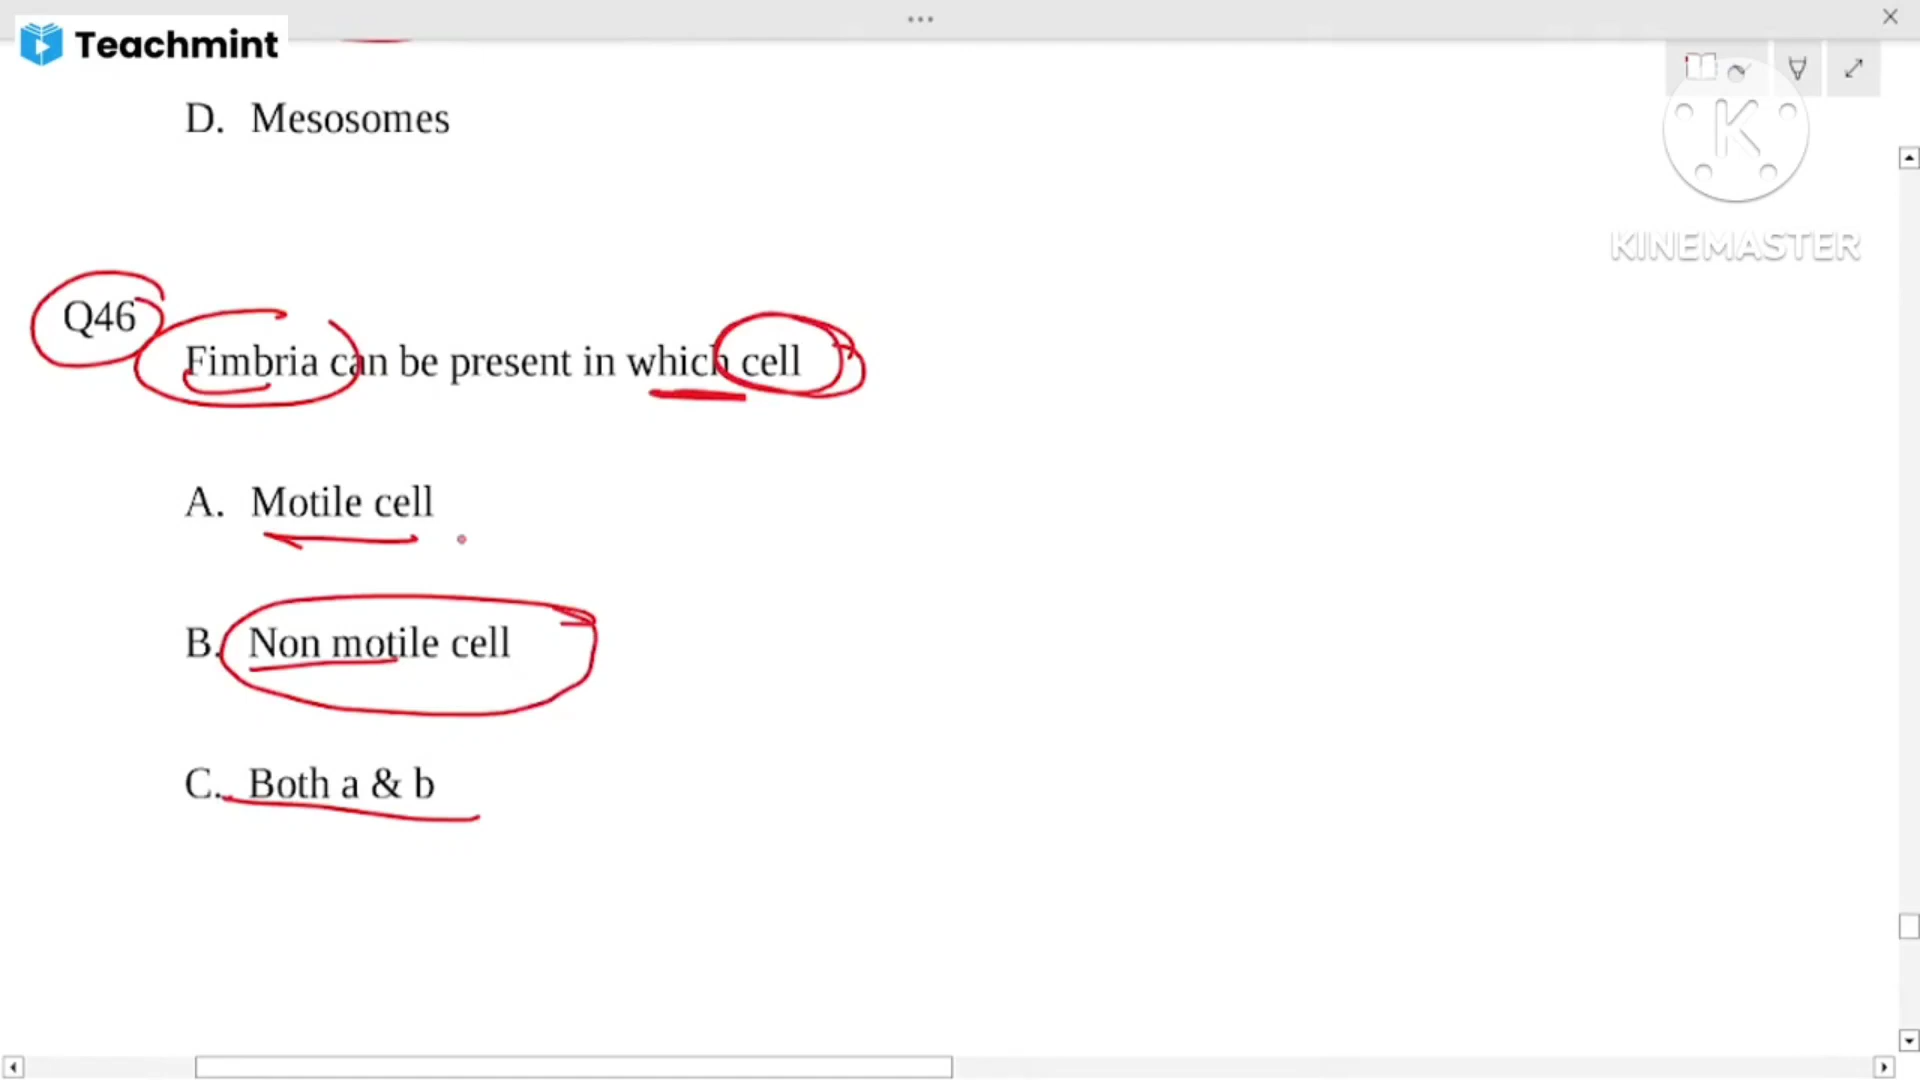 Teachmint
D. Mesosomes
K
KINEMASTER
Q46
Fimbria can be present in which cell
A. Motile cell
B. Non motile cell
C. Both a & b